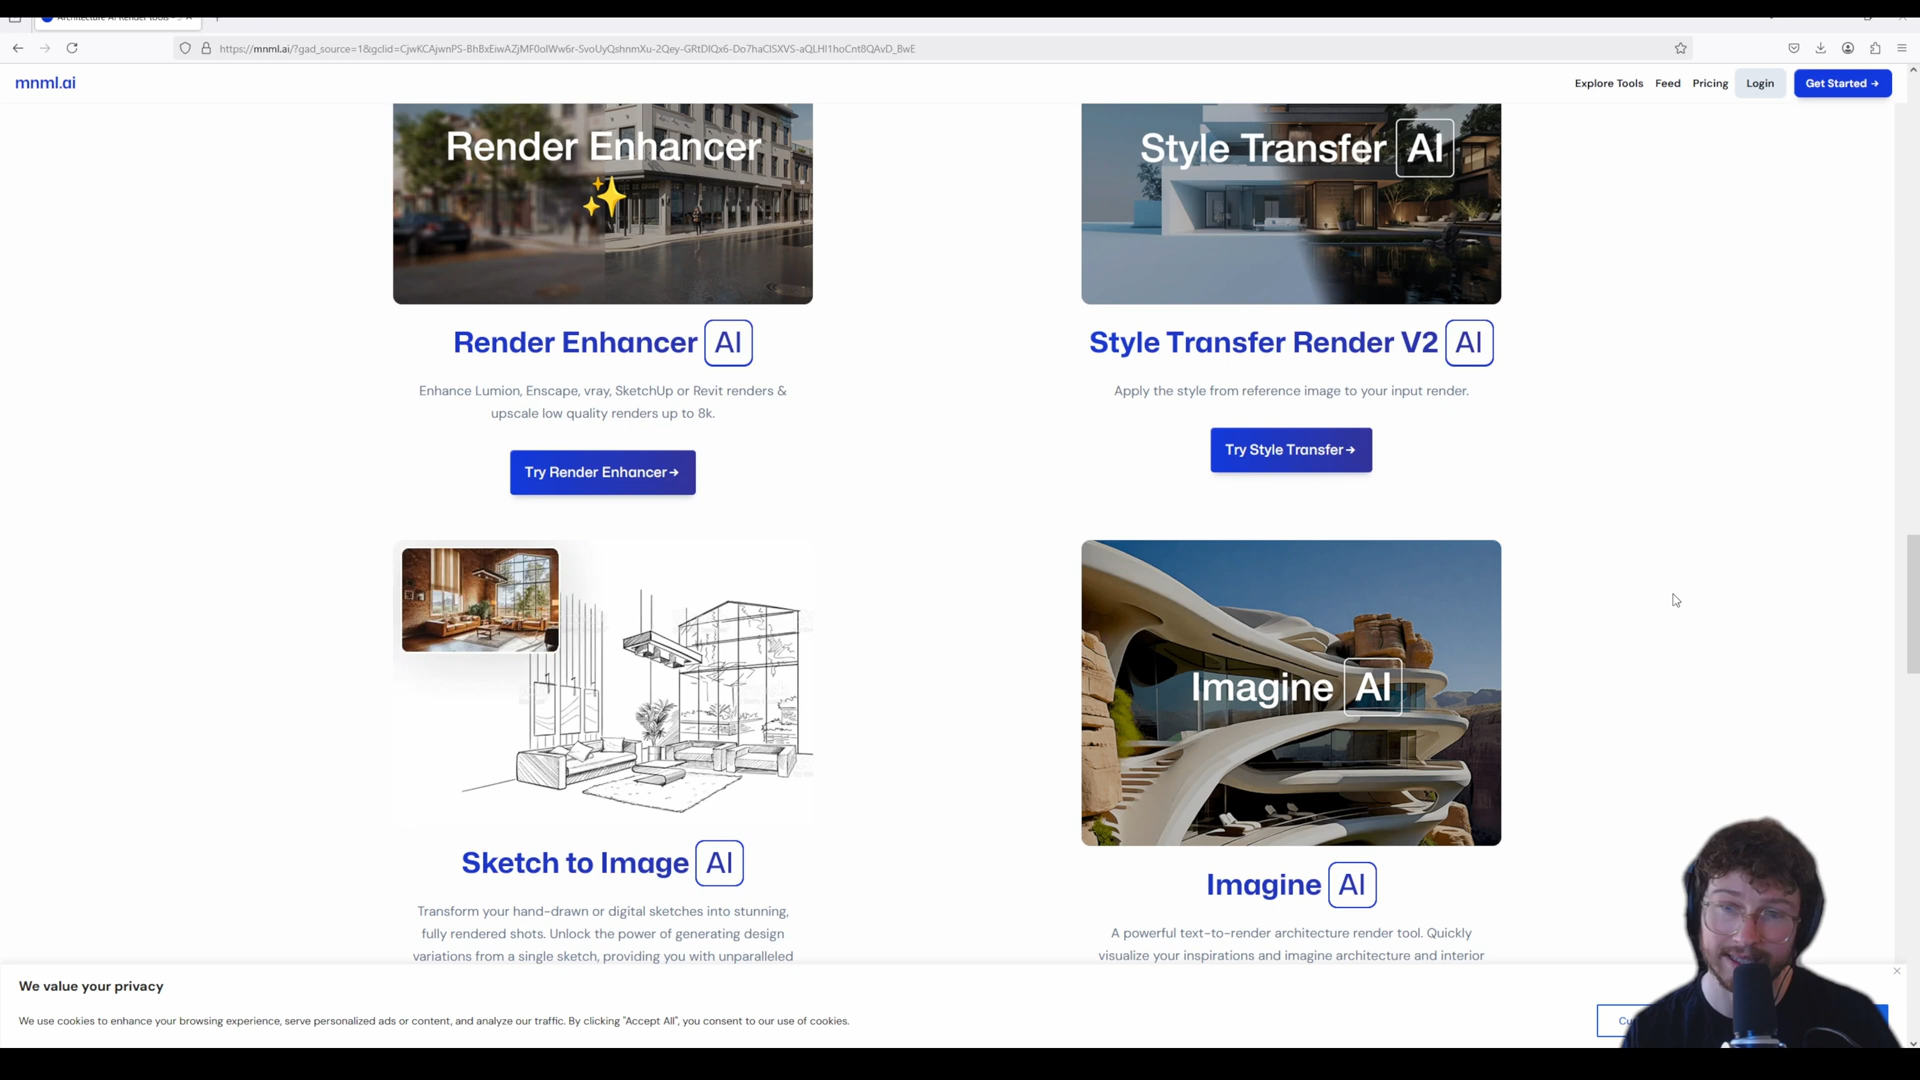 https://mnml.ai/?gad_source=1&gclid=CjwKCAjwnPS-BhBxEiwAZjMF0olWw6r-SvoUyQshnmXu-2Qey-GRtDIQx6-Do7haClSXVS-aQLHI1hoCnt8QAvD_BwE
mnml.ai
Explore Tools Feed Pricing Login Get Started →
Render Enhancer
Style Transfer AI
Render Enhancer AI
Style Transfer Render V2 AI
Enhance Lumion, Enscape, vray, SketchUp or Revit renders &
upscale low quality renders up to 8k.
Apply the style from reference image to your input render.
Try Render Enhancer →
Try Style Transfer →
Imagine AI
Sketch to Image AI
Imagine AI
Transform your hand-drawn or digital sketches into stunning,
fully rendered shots. Unlock the power of generating design
variations from a single sketch, providing you with unparalleled
A powerful text-to-render architecture render tool. Quickly
visualize your inspirations and imagine architecture and interior
We value your privacy
We use cookies to enhance your browsing experience, serve personalized ads or content, and analyze our traffic. By clicking "Accept All", you consent to our use of cookies.